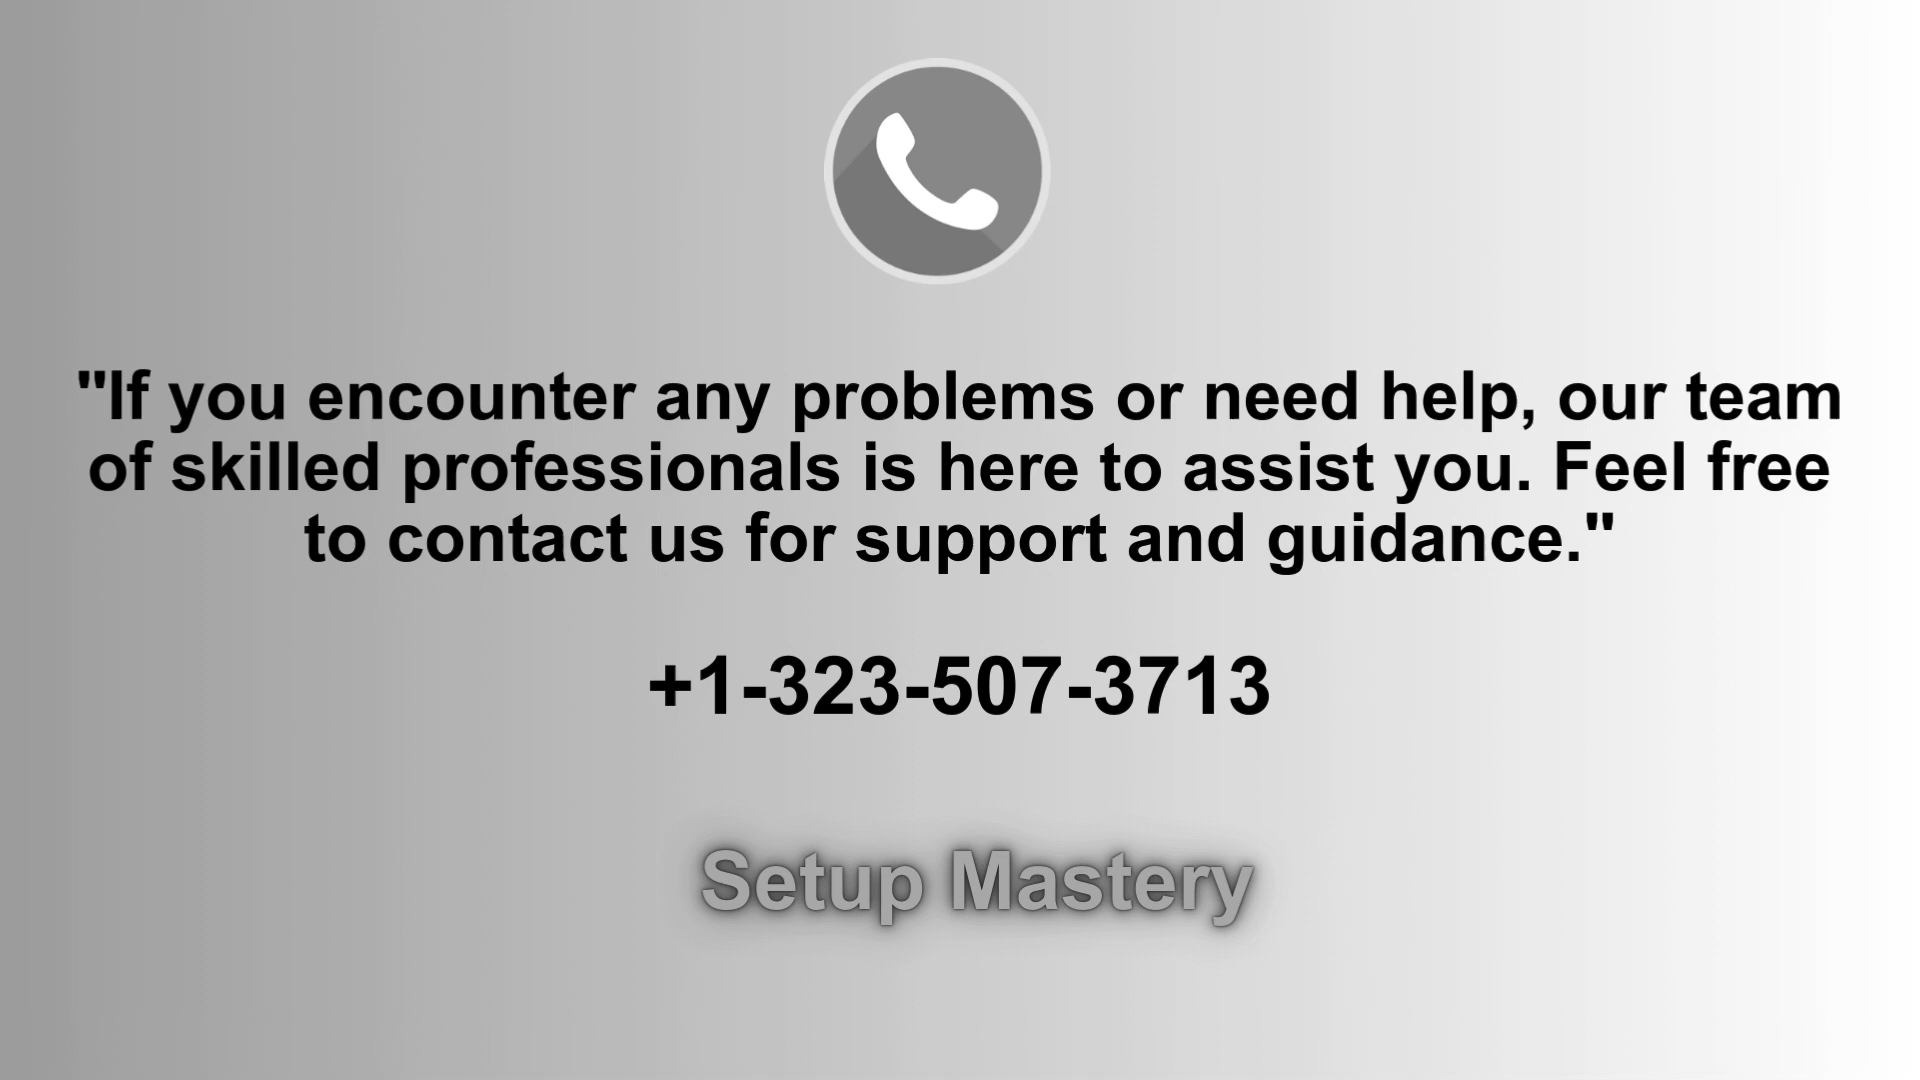 "If you encounter any problems or need help, our team
of skilled professionals is here to assist you. Feel free
to contact us for support and guidance."
+1-323-507-3713
Setup Mastery